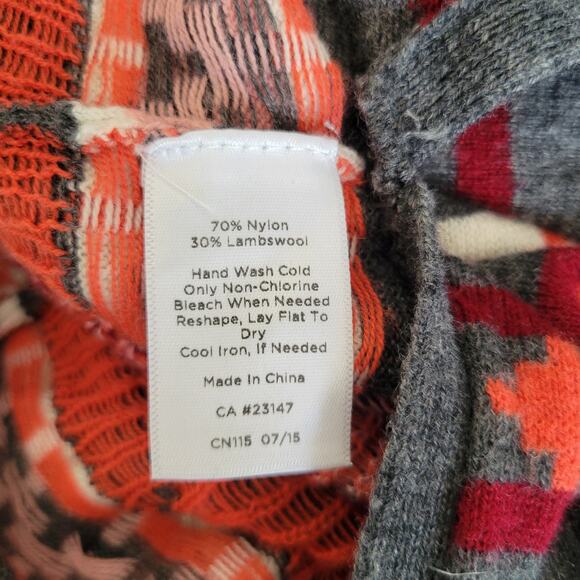 70% Nylon
30% Lambswool
Hand Wash Cold
Only Non-Chlorine
Bleach When Needed
Reshape, Lay Flat To
Dry
Cool Iron, If Needed
Made In China
CA #23147
CN115 07/15